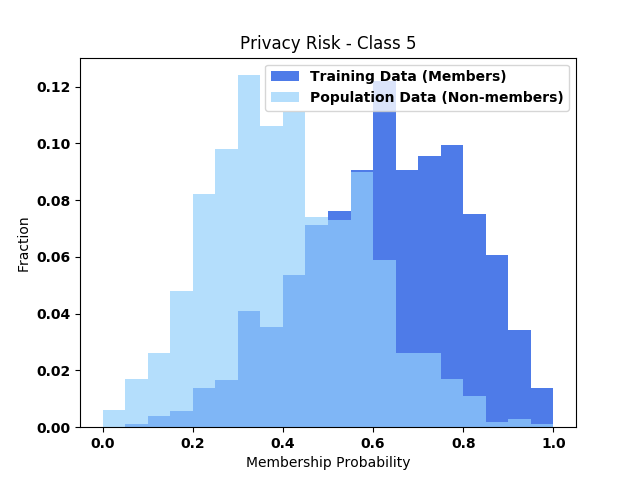 Privacy Risk - Class 5
Training Data (Members)
Population Data (Non-members)
Fraction
0.12
0.10
0.08
0.06
0.04
0.02
0.00
0.0 0.2 0.4 0.6 0.8 1.0
Membership Probability